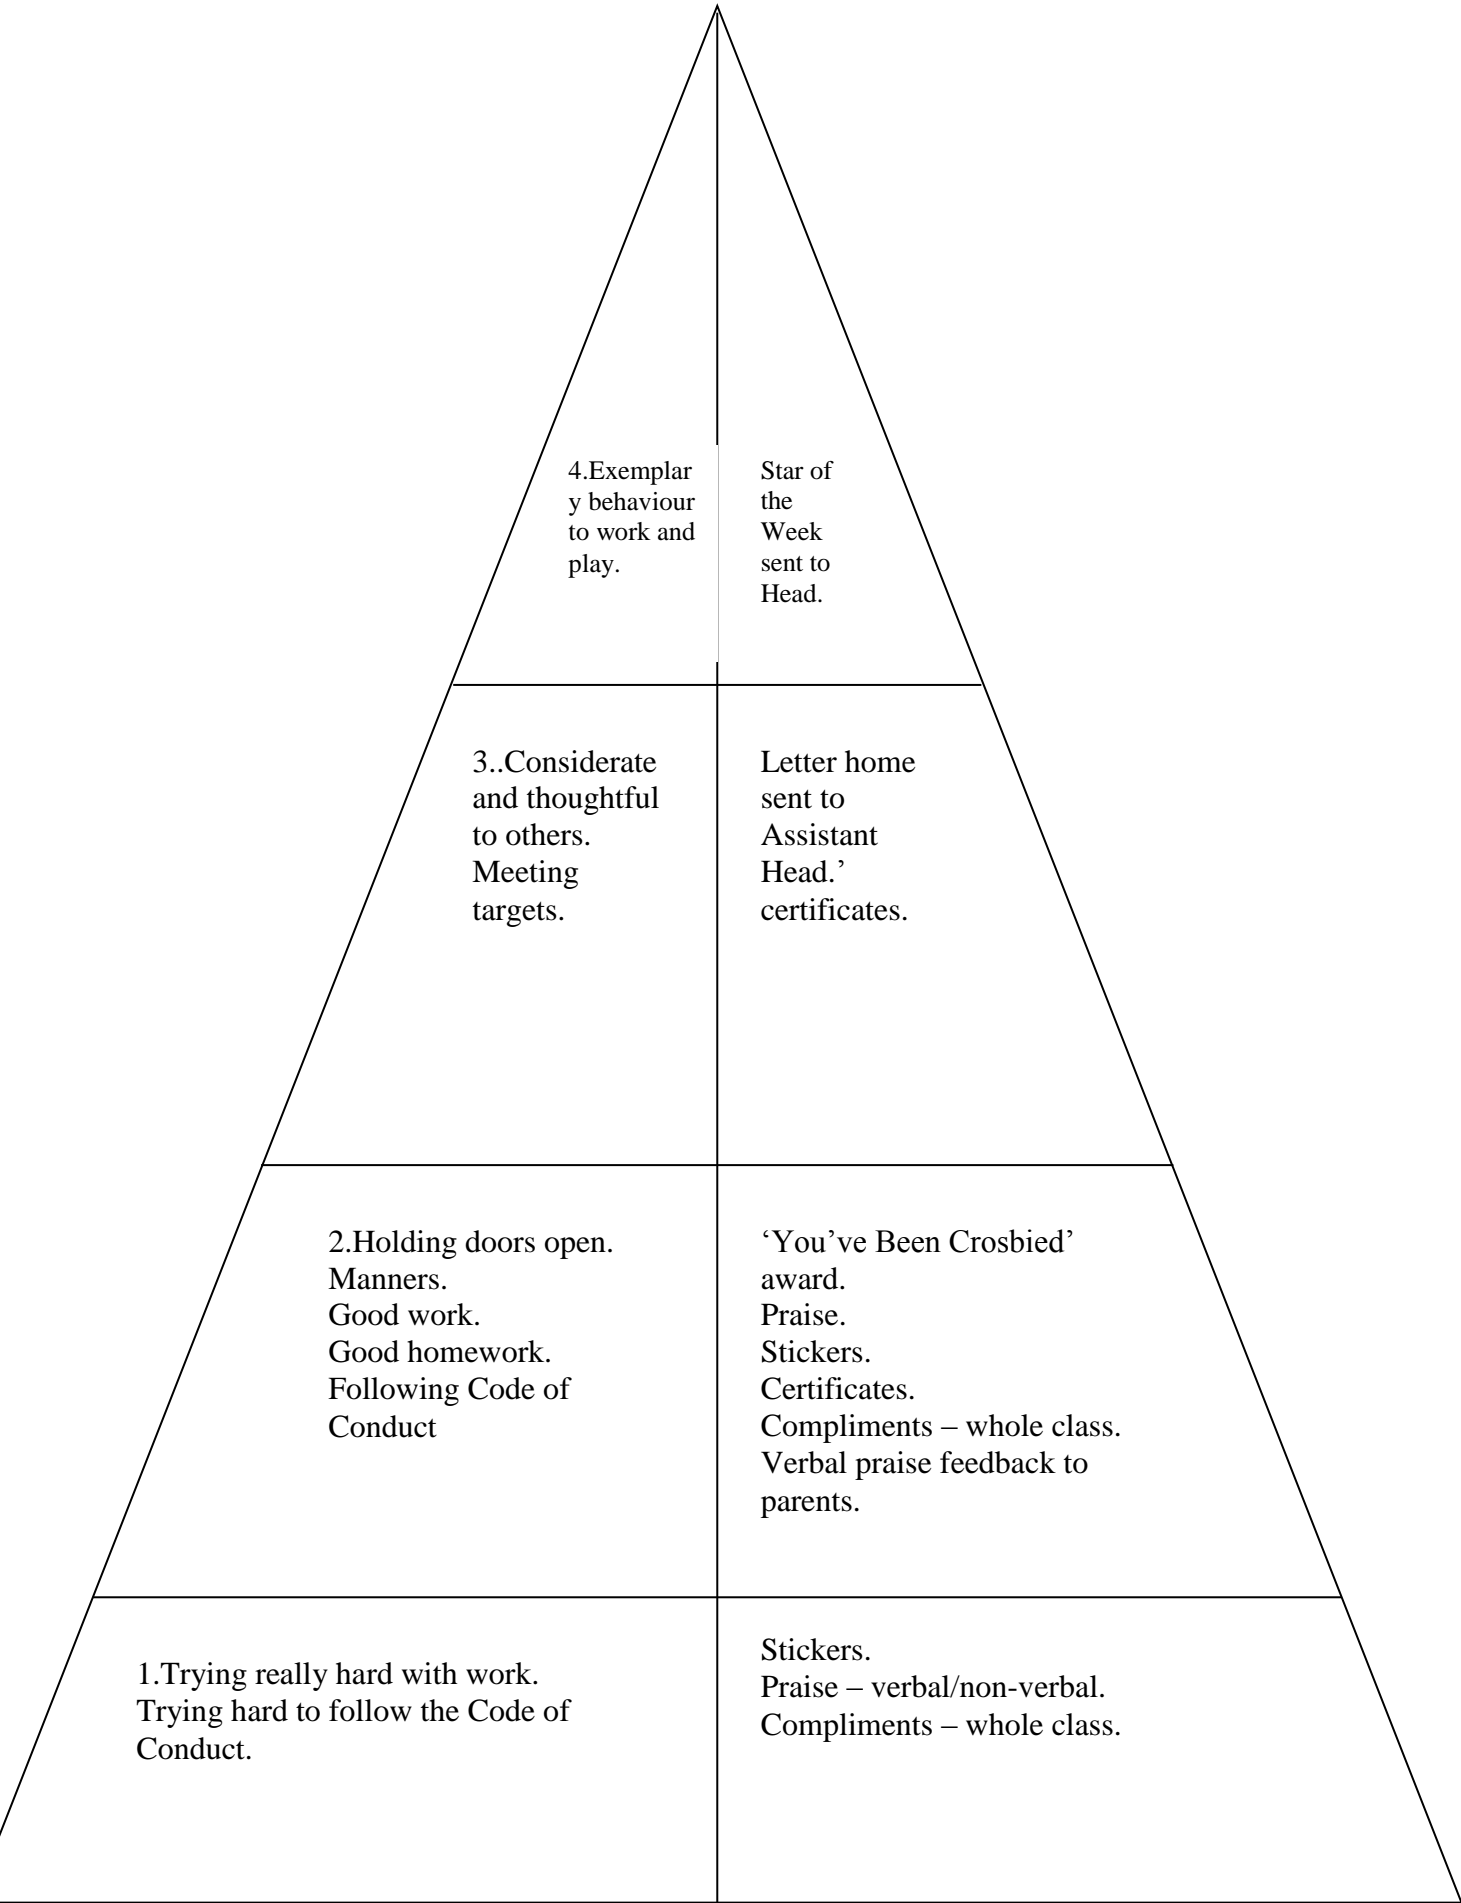 4.Exemplar
y behaviour
to work and
play.
Star of
the
Week
sent to
Head.
3..Considerate
and thoughtful
to others.
Meeting
targets.
Letter home
sent to
Assistant
Head.’
certificates.
2.Holding doors open.
Manners.
Good work.
Good homework.
Following Code of
Conduct
‘You’ve Been Crosbied’
award.
Praise.
Stickers.
Certificates.
Compliments – whole class.
Verbal praise feedback to
parents.
1.Trying really hard with work.
Trying hard to follow the Code of
Conduct.
Stickers.
Praise – verbal/non-verbal.
Compliments – whole class.